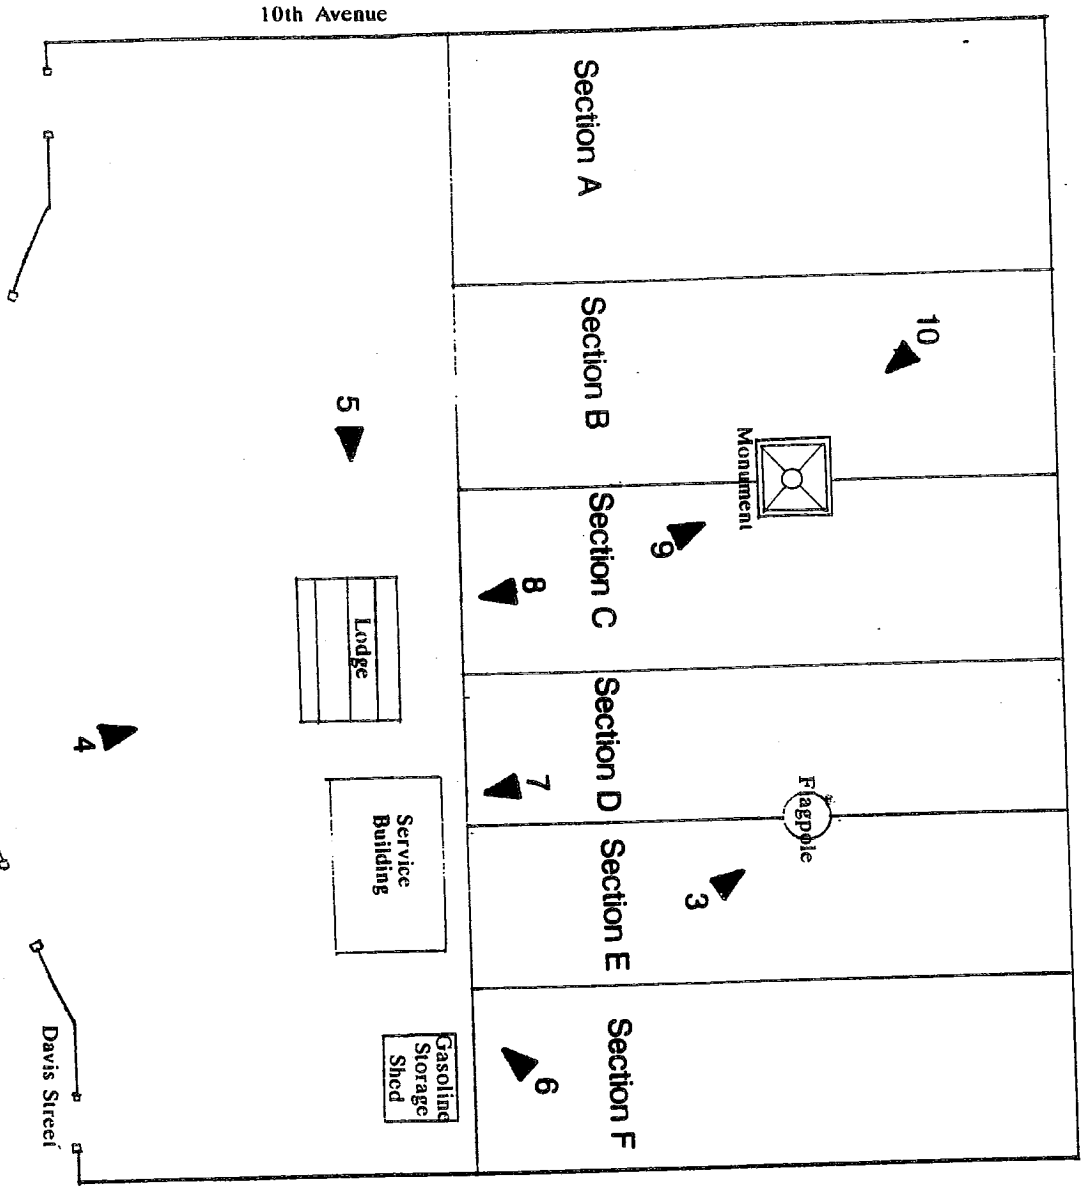 10th Avenue
Section A
Section B
10
Monument
5
Section C
9
8
Lodge
Section D
Flagpole
7
4
Service
Building
Section E
3
Section F
6
Gasoline
Storage
Shed
Davis Street